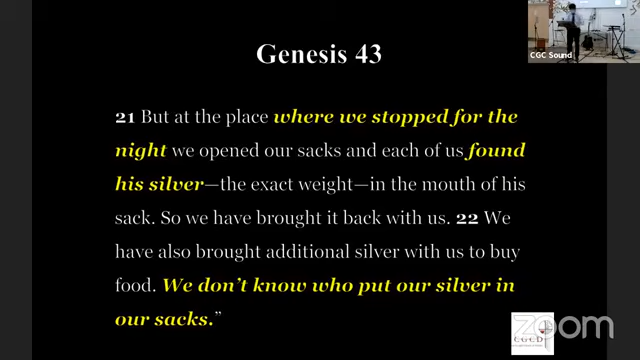 CGC Sound
Genesis 43
21 But at the place where we stopped for the
night we opened our sacks and each of us found
his silver—the exact weight—in the mouth of his
sack. So we have brought it back with us. 22 We
have also brought additional silver with us to buy
food. We don’t know who put our silver in
our sacks.”
zoom